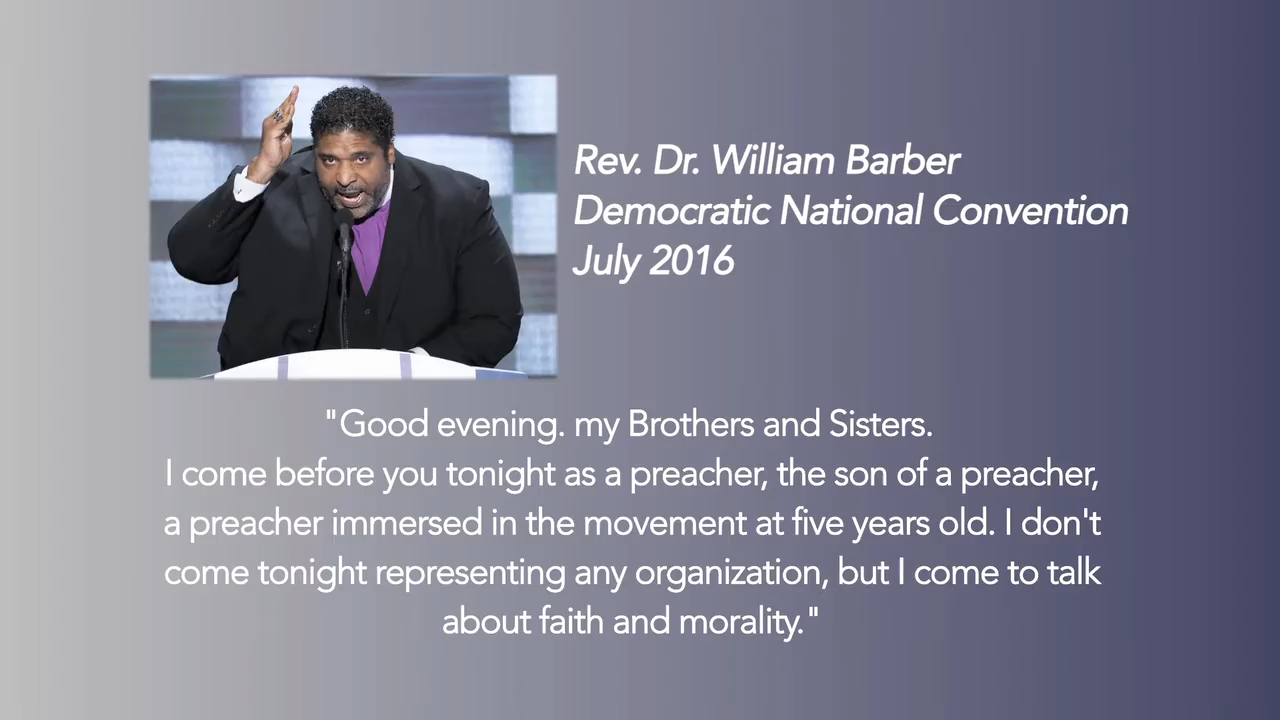 Rev. Dr. William Barber
Democratic National Convention
July 2016
"Good evening. my Brothers and Sisters.
I come before you tonight as a preacher, the son of a preacher,
a preacher immersed in the movement at five years old. I don't
come tonight representing any organization, but I come to talk
about faith and morality."